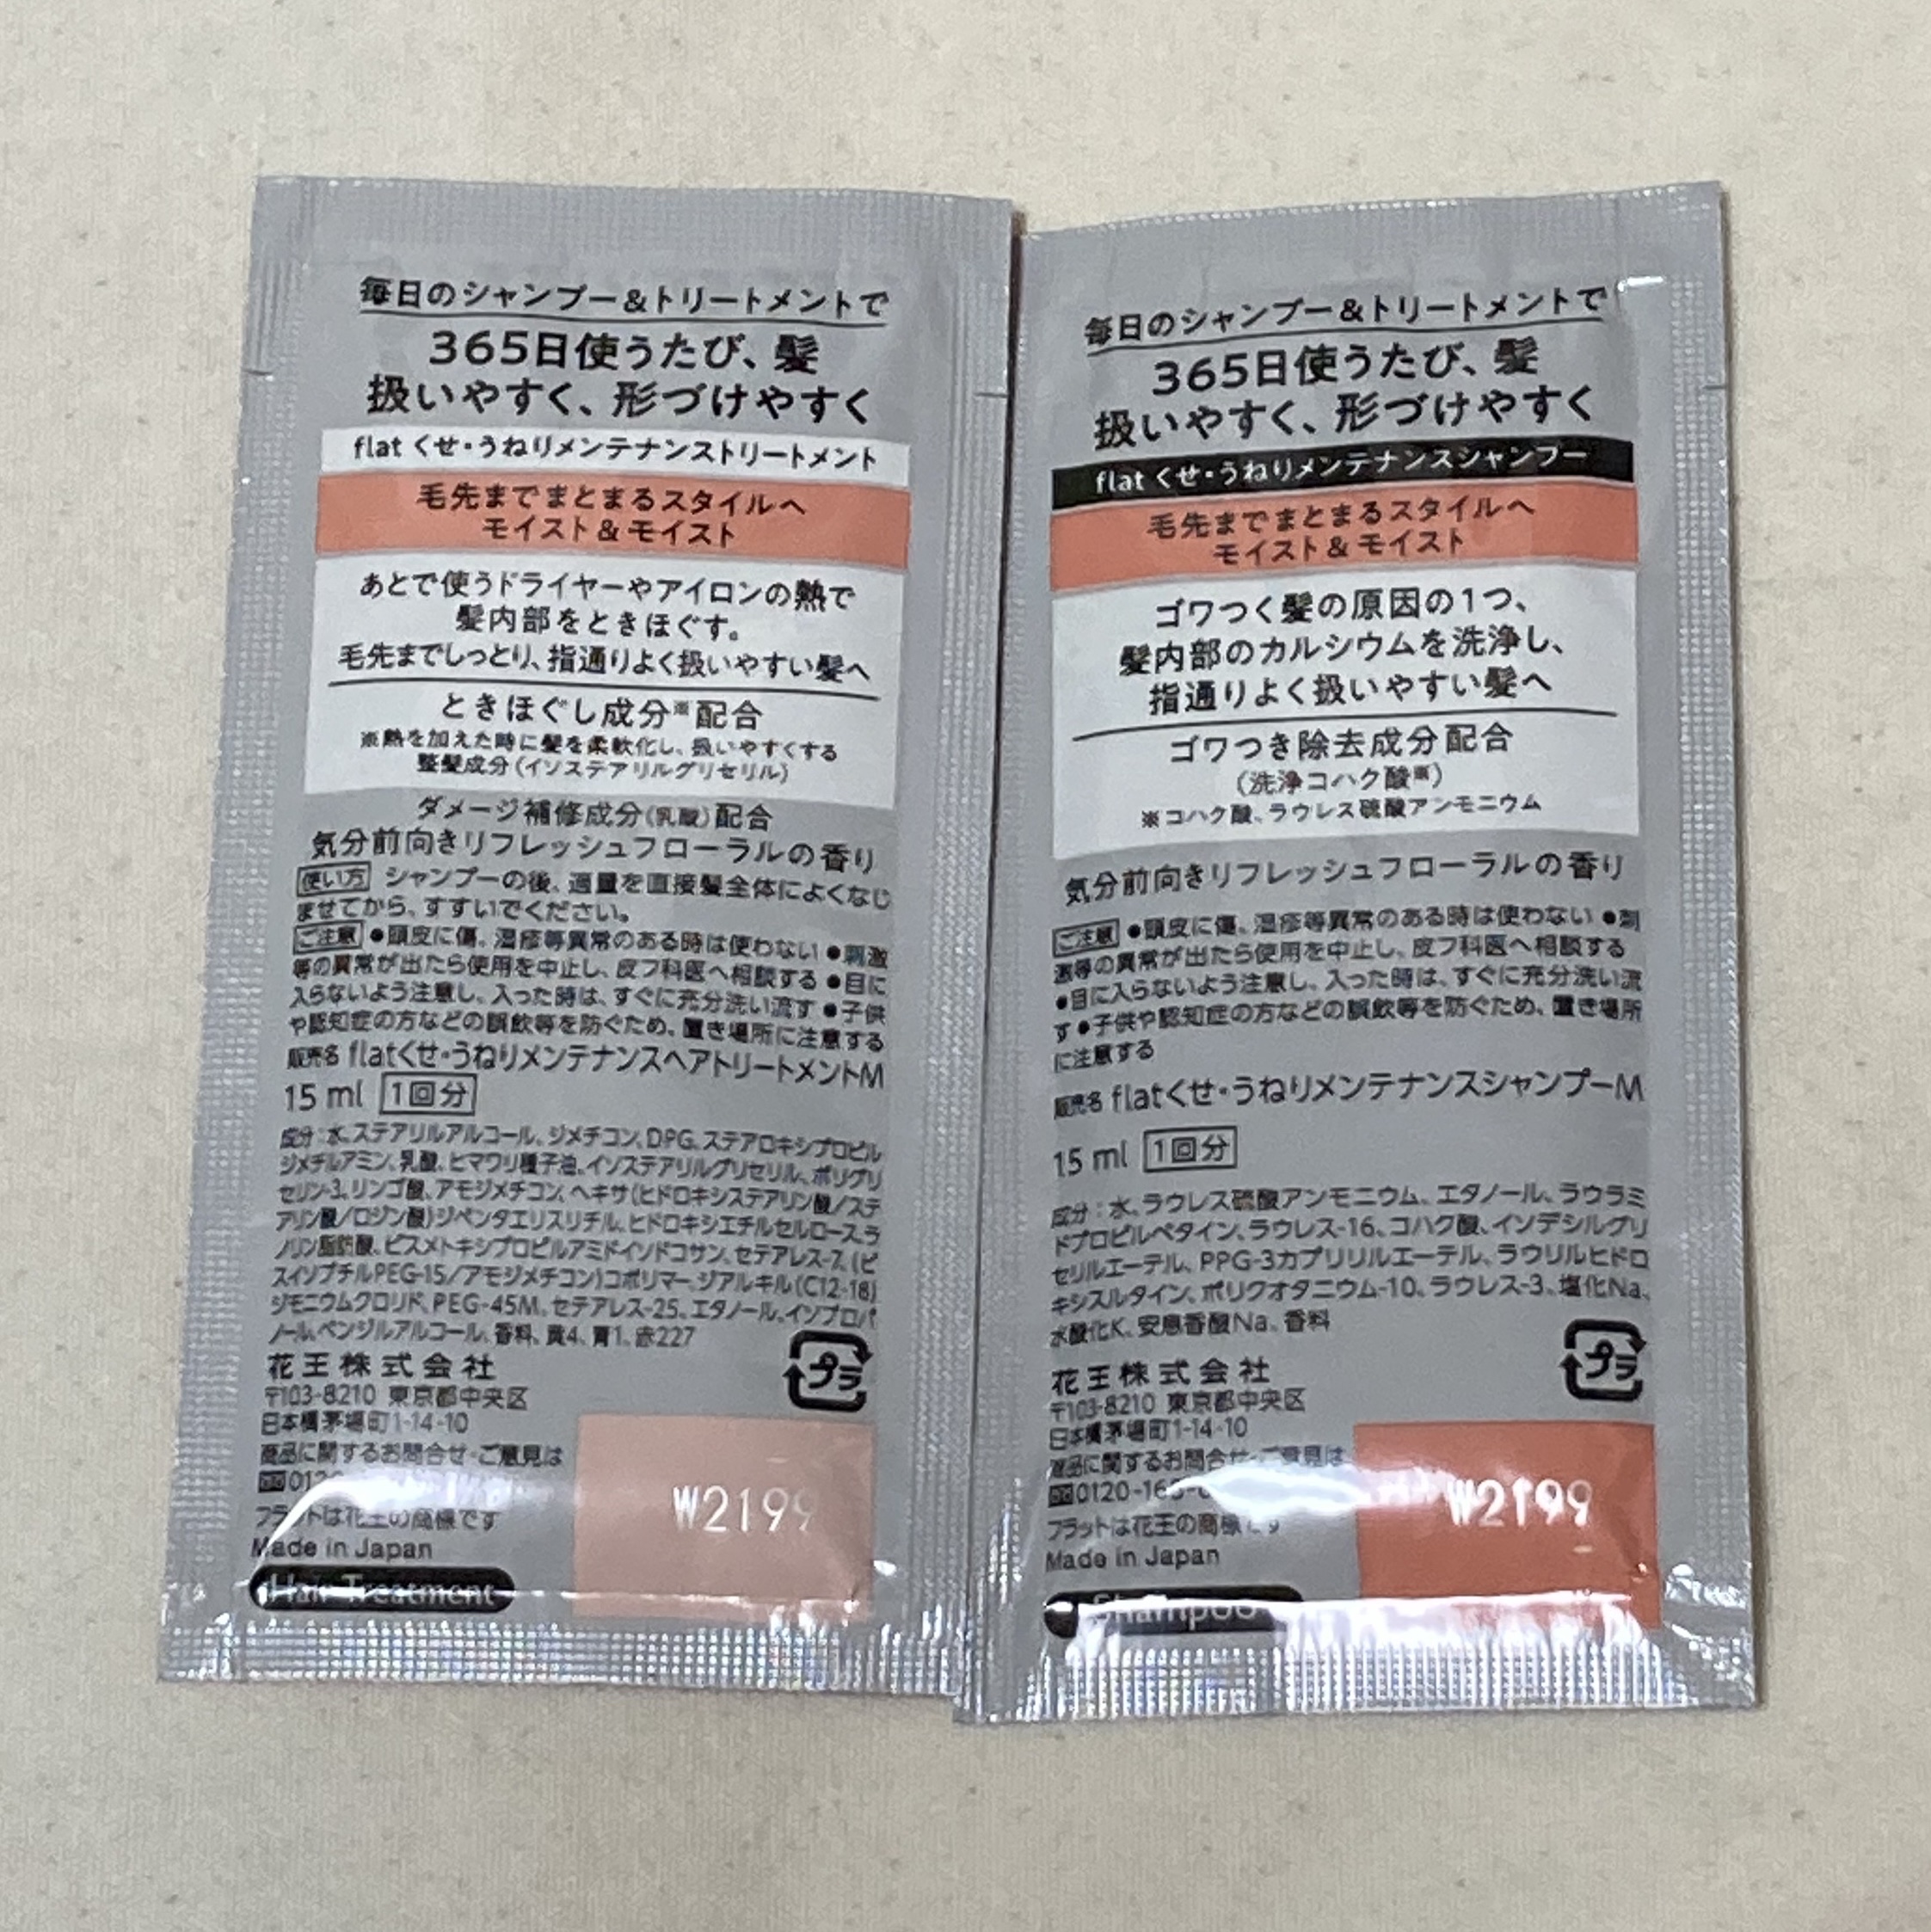 毎日のシャンプー&トリートメントで
365日使うたび、髪
扱いやすく、形づけやすく
flat くせ・うねりメンテナンストリートメント
毛先までまとまるスタイルへ
モイスト&モイスト
あとで使うドライヤーやアイロンの熱で
髪内部をときほぐす。
毛先までしっとり、指通りよく扱いやすい髪へ
ときほぐし成分※配合
※熱を加えた時に髪を柔軟化し、扱いやすくする
整髪成分(イソステアリルグリセリル)
ダメージ補修成分(乳酸)配合
気分前向きリフレッシュフローラルの香り
使い方 シャンプーの後、適量を直接髪全体によくなじ
ませてから、すすいでください。
ご注意 ●頭皮に傷、湿疹等異常のある時は使わない ●刺激
等の異常が出たら使用を中止し、皮フ科医へ相談する ●目に
入らないよう注意し、入った時は、すぐに充分洗い流す ●子供
や認知症の方などの誤飲等を防ぐため、置き場所に注意する
販売名 flatくせ・うねりメンテナンスヘアトリートメントM
15 ml 1回分
成分:水、ステアリルアルコール、ジメチコン、DPG、ステアロキシプロピル
ジメチルアミン、乳酸、ヒマワリ種子油、イソステアリルグリセリル、ポリグリ
セリン-3、リンゴ酸、アモジメチコン、ヘキサ(ヒドロキシステアリン酸/ステ
アリン酸/ロジン酸)ジペンタエリスリチル、ヒドロキシエチルセルロース、ラ
ノリン脂肪酸、ビスメトキシプロピルアミドイソドコサン、セテアレス-7、(ビ
スイソブチルPEG-15/アモジメチコン)コポリマー、ジアルキル(C12-18)
ジモニウムクロリド、PEG-45M、セテアレス-25、エタノール、イソプロパ
ノール、ベンジルアルコール、香料、黄4、青1、赤227
花王株式会社
〒103-8210 東京都中央区
日本橋茅場町1-14-10
商品に関するお問合せ・ご意見は
フラットは花王の商標です
Made in Japan
Hair Treatment
プラ
W2199
毎日のシャンプー&トリートメントで
365日使うたび、髪
扱いやすく、形づけやすく
flat くせ・うねりメンテナンスシャンプー
毛先までまとまるスタイルへ
モイスト&モイスト
ゴワつく髪の原因の1つ、
髪内部のカルシウムを洗浄し、
指通りよく扱いやすい髪へ
ゴワつき除去成分配合
(洗浄コハク酸※)
※コハク酸、ラウレス硫酸アンモニウム
気分前向きリフレッシュフローラルの香り
ご注意 ●頭皮に傷、湿疹等異常のある時は使わない ●刺
激等の異常が出たら使用を中止し、皮フ科医へ相談する
●目に入らないよう注意し、入った時は、すぐに充分洗い流
す ●子供や認知症の方などの誤飲等を防ぐため、置き場所
に注意する
販売名 flatくせ・うねりメンテナンスシャンプーM
15 ml 1回分
成分:水、ラウレス硫酸アンモニウム、エタノール、ラウラミ
ドプロピルベタイン、ラウレス-16、コハク酸、イソデシルグリ
セリルエーテル、PPG-3カプリリルエーテル、ラウリルヒドロ
キシスルタイン、ポリクオタニウム-10、ラウレス-3、塩化Na、
水酸化K、安息香酸Na、香料
花王株式会社
〒103-8210 東京都中央区
日本橋茅場町1-14-10
商品に関するお問合せ・ご意見は
フラットは花王の商標です
Made in Japan
Shampoo
プラ
W2199